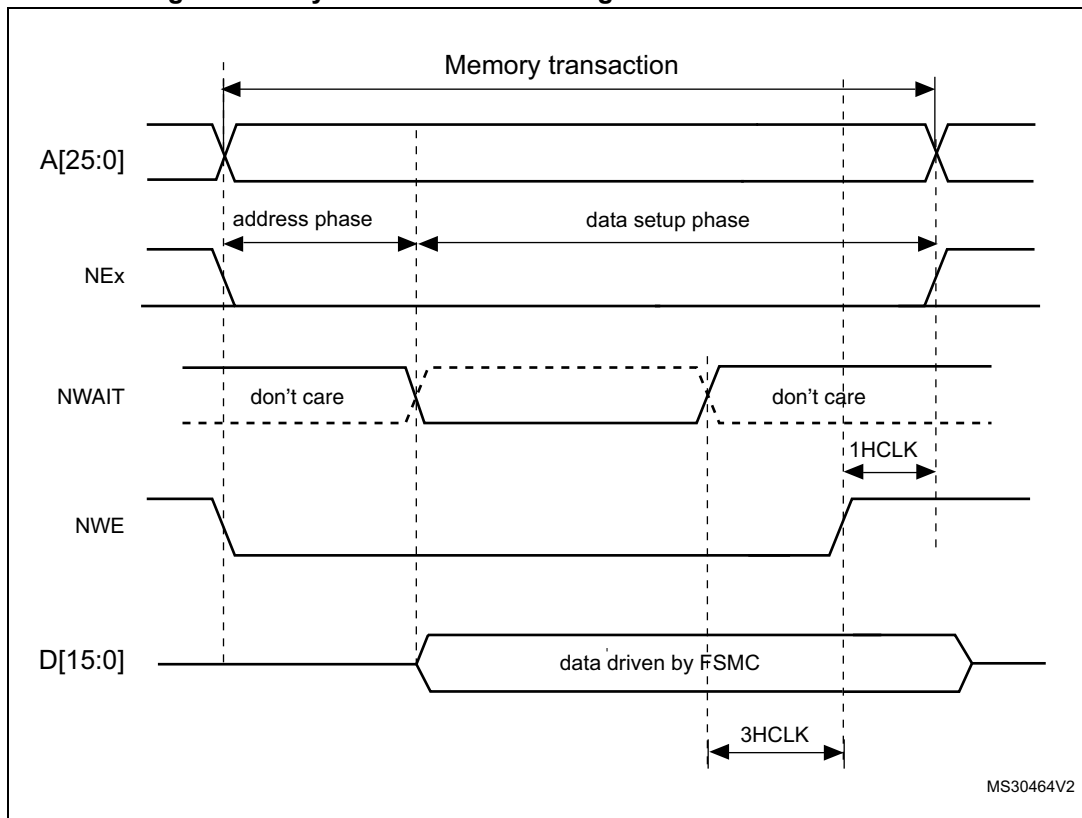 Memory transaction
A[25:0]
address phase
data setup phase
NEx
NWAIT
don't care
don't care
1HCLK
NWE
D[15:0]
data driven by FSMC
3HCLK
MS30464V2